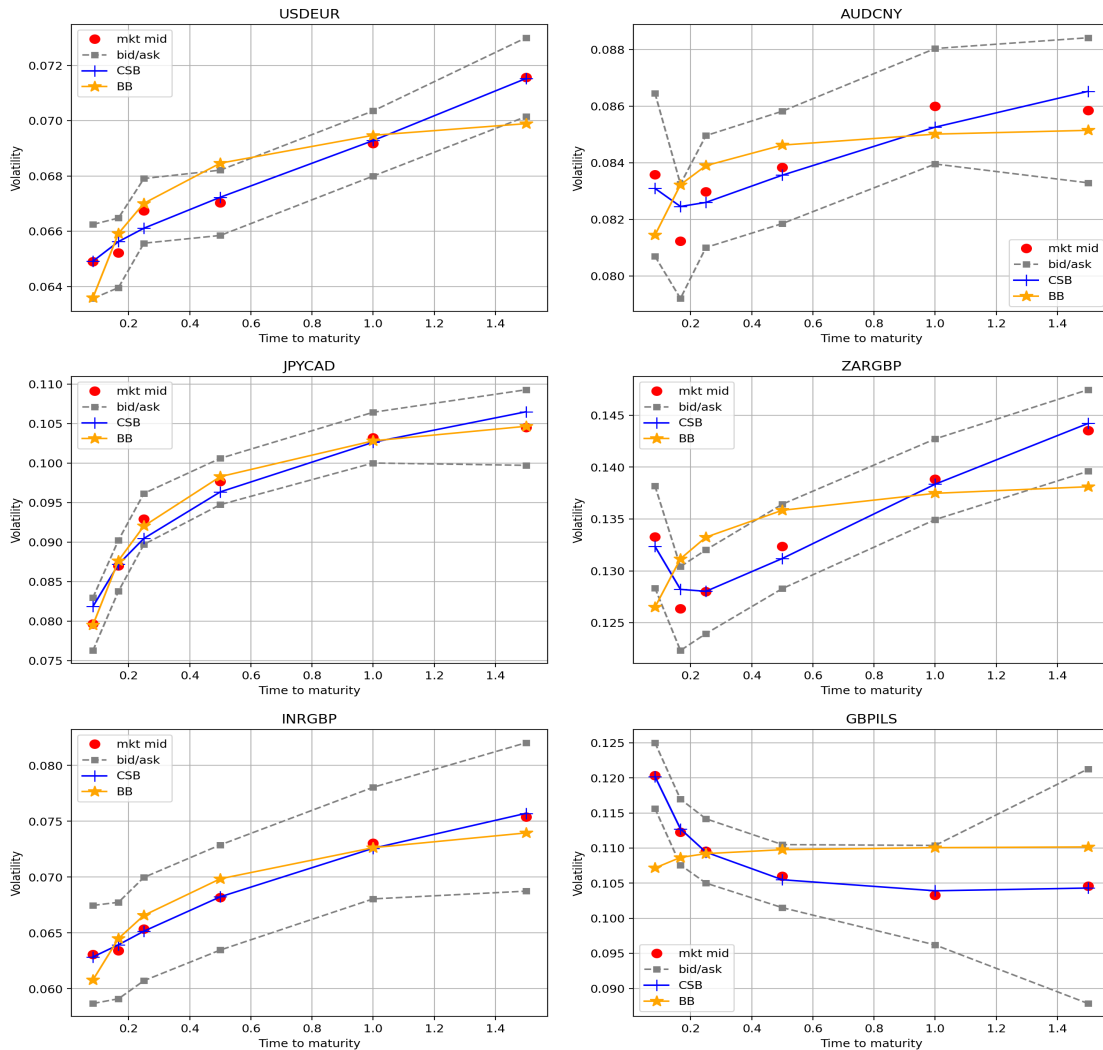 USDEUR
mkt mid
bid/ask
CSB
BB
Volatility
0.072
0.070
0.068
0.066
0.064
0.2 0.4 0.6 0.8 1.0 1.2 1.4
Time to maturity
AUDCNY
mkt mid
bid/ask
CSB
BB
Volatility
0.088
0.086
0.084
0.082
0.080
0.2 0.4 0.6 0.8 1.0 1.2 1.4
Time to maturity
JPYCAD
mkt mid
bid/ask
CSB
BB
Volatility
0.110
0.105
0.100
0.095
0.090
0.085
0.080
0.075
0.2 0.4 0.6 0.8 1.0 1.2 1.4
Time to maturity
ZARGBP
mkt mid
bid/ask
CSB
BB
Volatility
0.145
0.140
0.135
0.130
0.125
0.2 0.4 0.6 0.8 1.0 1.2 1.4
Time to maturity
INRGBP
mkt mid
bid/ask
CSB
BB
Volatility
0.080
0.075
0.070
0.065
0.060
0.2 0.4 0.6 0.8 1.0 1.2 1.4
Time to maturity
GBPILS
mkt mid
bid/ask
CSB
BB
Volatility
0.125
0.120
0.115
0.110
0.105
0.100
0.095
0.090
0.2 0.4 0.6 0.8 1.0 1.2 1.4
Time to maturity